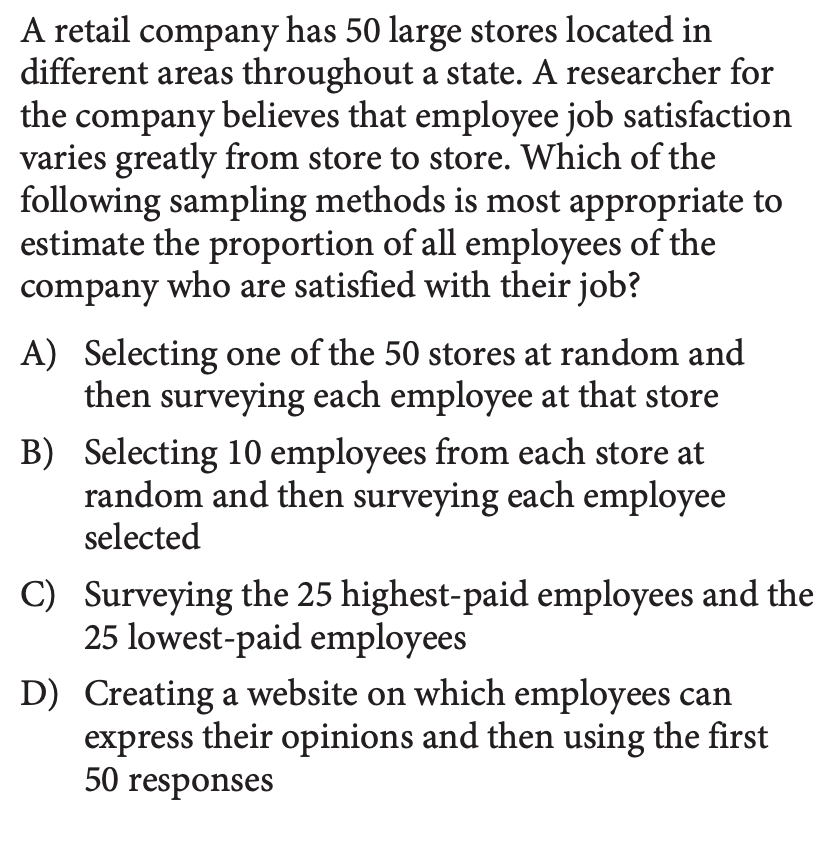 A retail company has 50 large stores located in
different areas throughout a state. A researcher for
the company believes that employee job satisfaction
varies greatly from store to store. Which of the
following sampling methods is most appropriate to
estimate the proportion of all employees of the
company who are satisfied with their job?
A) Selecting one of the 50 stores at random and
then surveying each employee at that store
B) Selecting 10 employees from each store at
random and then surveying each employee
selected
C) Surveying the 25 highest-paid employees and the
25 lowest-paid employees
D) Creating a website on which employees can
express their opinions and then using the first
50 responses